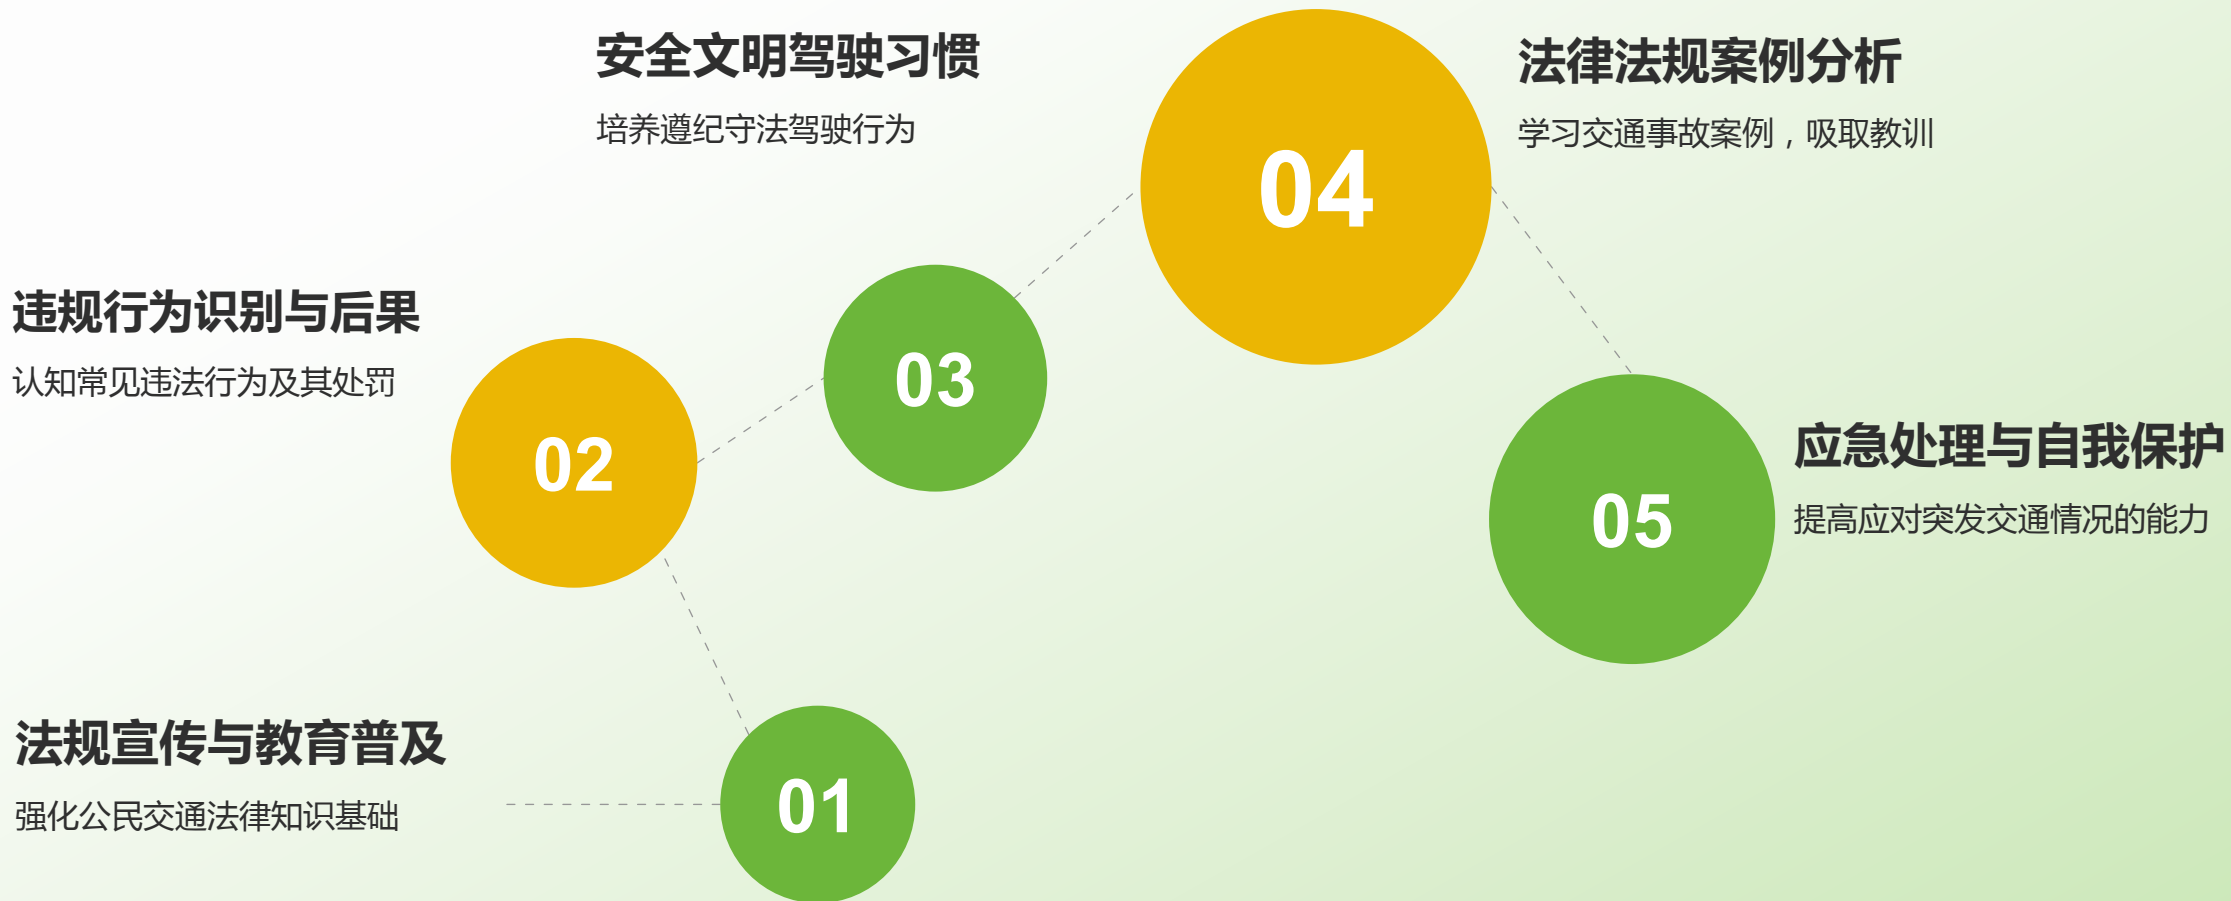 01
法规宣传与教育普及
强化公民交通法律知识基础
02
违规行为识别与后果
认知常见违法行为及其处罚
03
安全文明驾驶习惯
培养遵纪守法驾驶行为
04
法律法规案例分析
学习交通事故案例，吸取教训
05
应急处理与自我保护
提高应对突发交通情况的能力